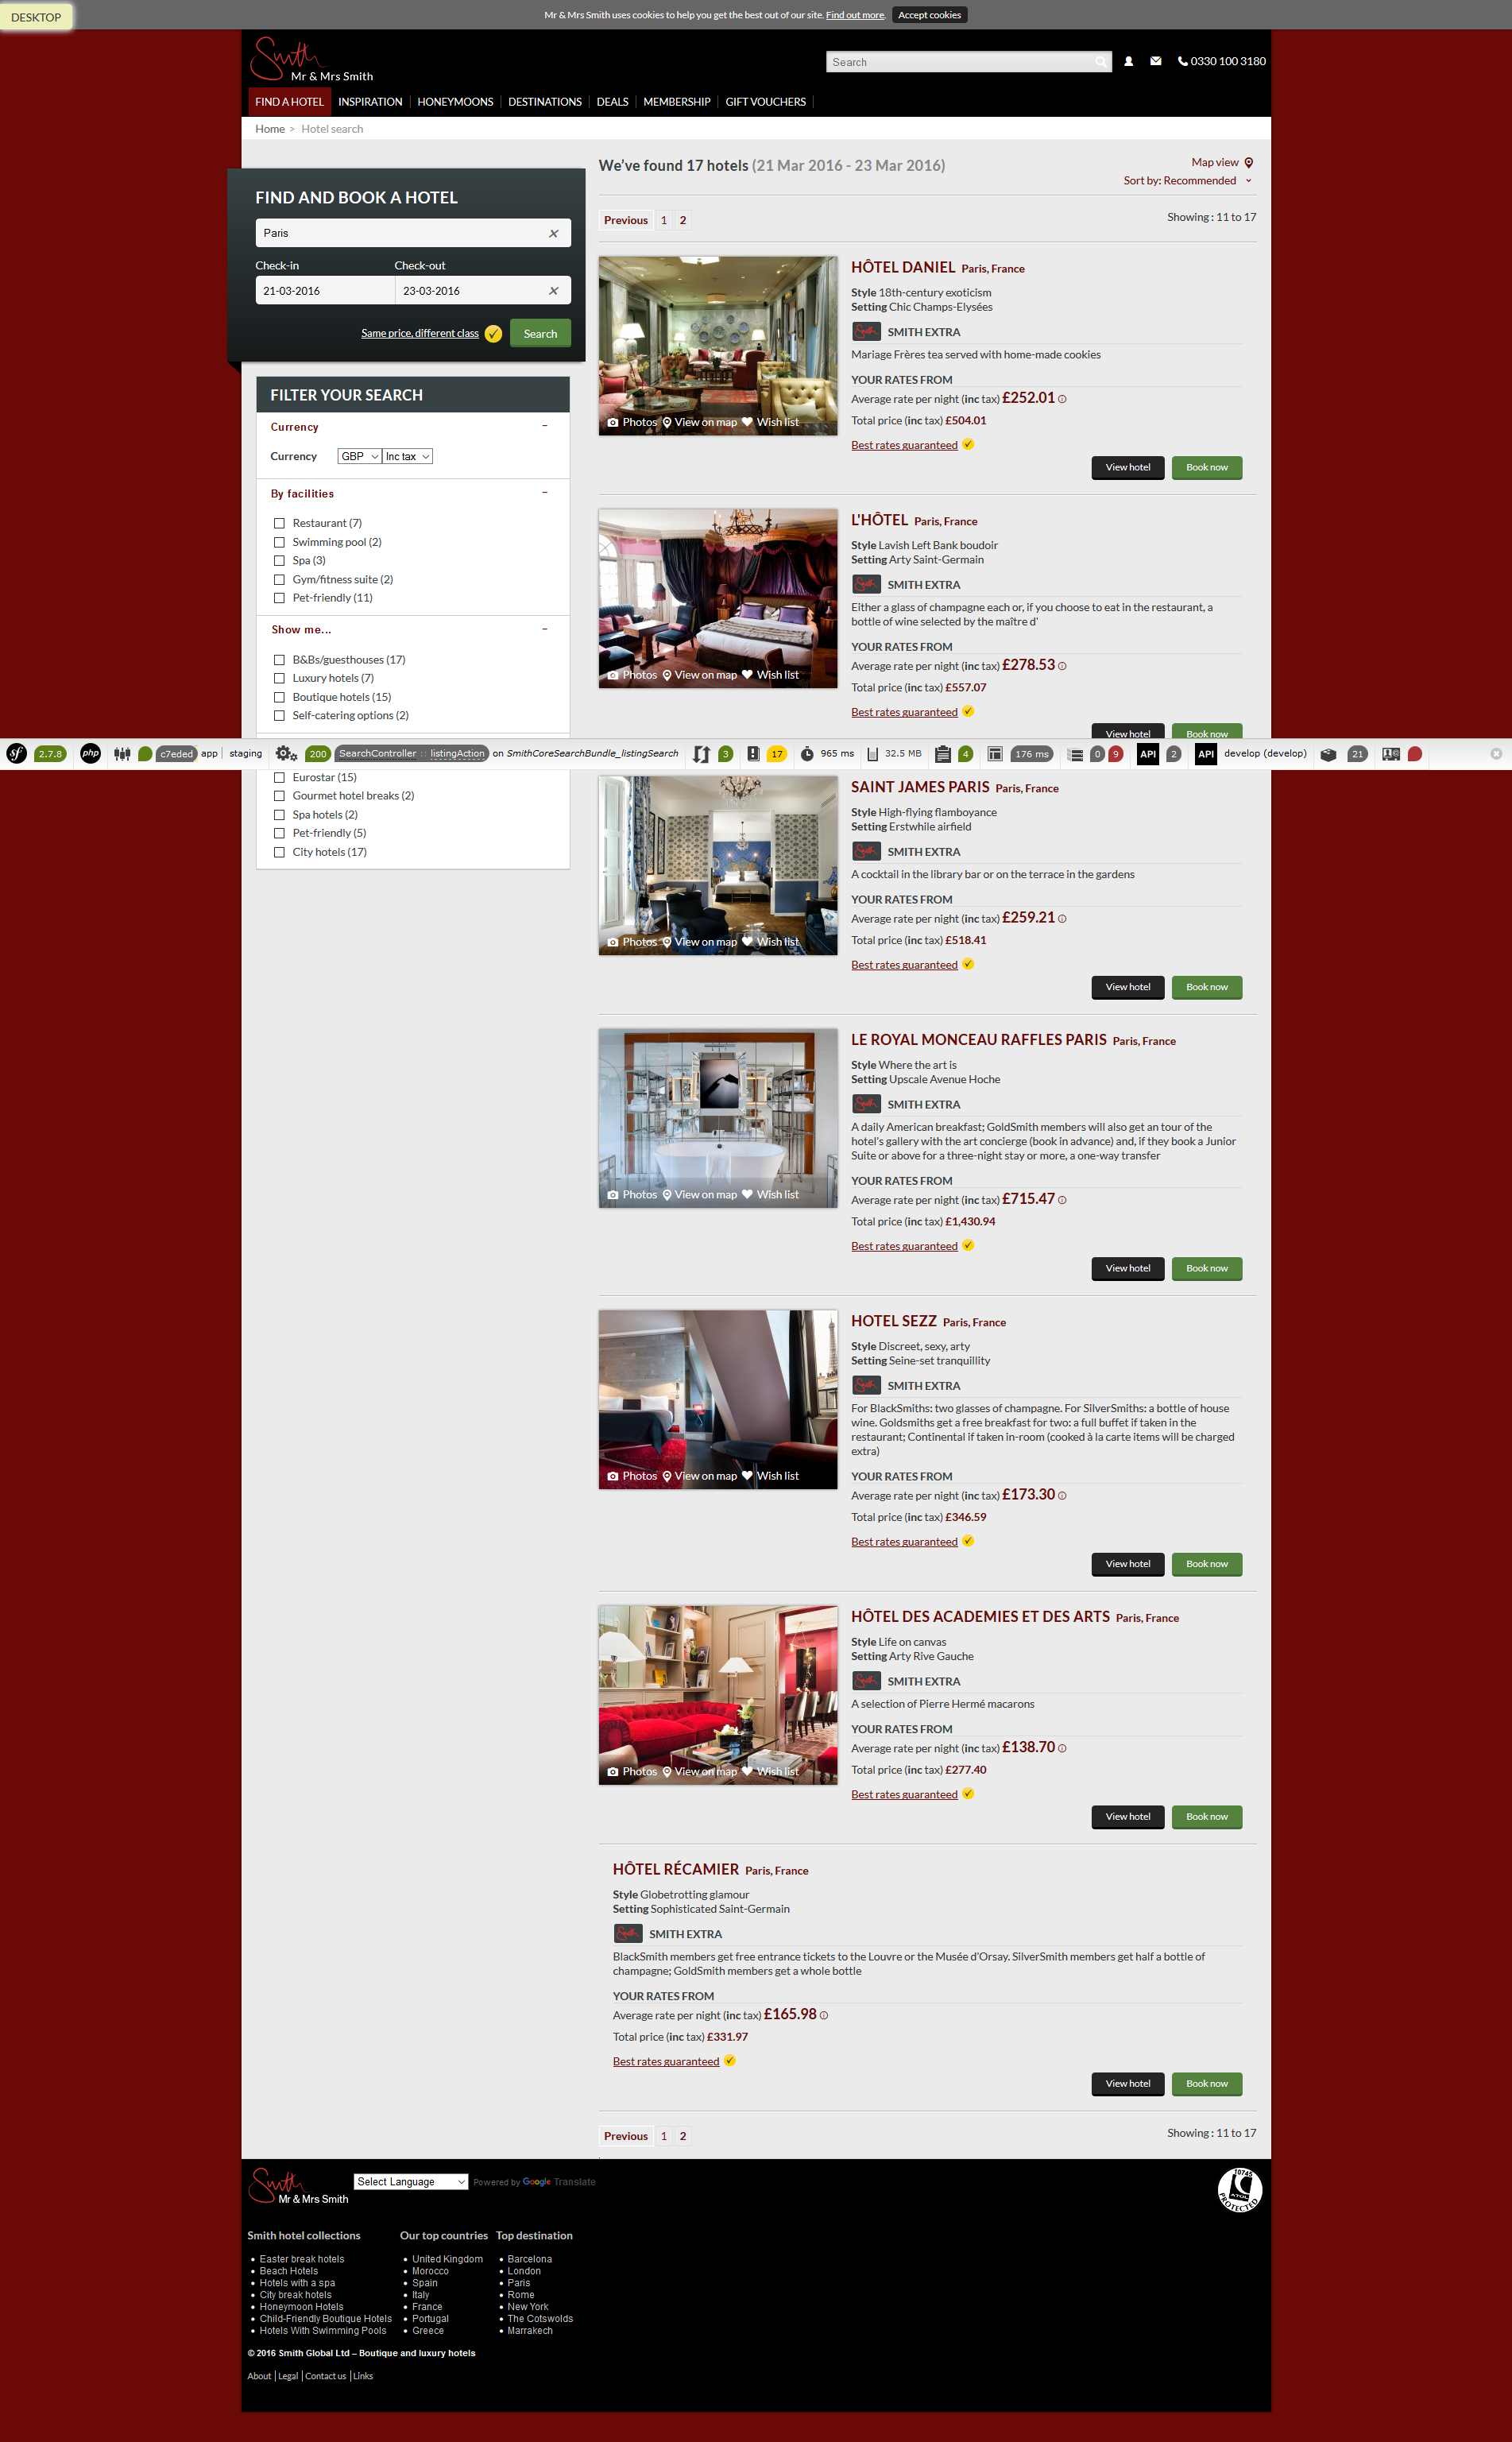 DESKTOP
Mr & Mrs Smith uses cookies to help you get the best out of our site. Find out more. Accept cookies
Smith
Mr & Mrs Smith
Search
0330 100 3180
FIND A HOTEL INSPIRATION HONEYMOONS DESTINATIONS DEALS MEMBERSHIP GIFT VOUCHERS
Home > Hotel search
FIND AND BOOK A HOTEL
Paris
Check-in Check-out
21-03-2016 23-03-2016
Same price, different class Search
FILTER YOUR SEARCH
Currency
Currency GBP Inc tax
By facilities
Restaurant (7)
Swimming pool (2)
Spa (3)
Gym/fitness suite (2)
Pet-friendly (11)
Show me...
B&Bs/guesthouses (17)
Luxury hotels (7)
Boutique hotels (15)
Self-catering options (2)
Eurostar (15)
Gourmet hotel breaks (2)
Spa hotels (2)
Pet-friendly (5)
City hotels (17)
We've found 17 hotels (21 Mar 2016 - 23 Mar 2016)
Map view
Sort by: Recommended
Previous 1 2
Showing : 11 to 17
Photos View on map Wish list
HÔTEL DANIEL Paris, France
Style 18th-century exoticism
Setting Chic Champs-Elysées
Smith SMITH EXTRA
Mariage Frères tea served with home-made cookies
YOUR RATES FROM
Average rate per night (inc tax) £252.01
Total price (inc tax) £504.01
Best rates guaranteed
View hotel Book now
Photos View on map Wish list
L'HÔTEL Paris, France
Style Lavish Left Bank boudoir
Setting Arty Saint-Germain
Smith SMITH EXTRA
Either a glass of champagne each or, if you choose to eat in the restaurant, a
bottle of wine selected by the maître d'
YOUR RATES FROM
Average rate per night (inc tax) £278.53
Total price (inc tax) £557.07
Best rates guaranteed
View hotel Book now
sf 2.7.8 php c7eded app staging 200 SearchController :: listingAction on SmithCoreSearchBundle_listingSearch 3 17 965 ms 32.5 MB 4 176 ms 0 9 API 2 API develop (develop) 21
Photos View on map Wish list
SAINT JAMES PARIS Paris, France
Style High-flying flamboyance
Setting Erstwhile airfield
Smith SMITH EXTRA
A cocktail in the library bar or on the terrace in the gardens
YOUR RATES FROM
Average rate per night (inc tax) £259.21
Total price (inc tax) £518.41
Best rates guaranteed
View hotel Book now
Photos View on map Wish list
LE ROYAL MONCEAU RAFFLES PARIS Paris, France
Style Where the art is
Setting Upscale Avenue Hoche
Smith SMITH EXTRA
A daily American breakfast; GoldSmith members will also get an tour of the
hotel's gallery with the art concierge (book in advance) and, if they book a Junior
Suite or above for a three-night stay or more, a one-way transfer
YOUR RATES FROM
Average rate per night (inc tax) £715.47
Total price (inc tax) £1,430.94
Best rates guaranteed
View hotel Book now
Photos View on map Wish list
HOTEL SEZZ Paris, France
Style Discreet, sexy, arty
Setting Seine-set tranquillity
Smith SMITH EXTRA
For BlackSmiths: two glasses of champagne. For SilverSmiths: a bottle of house
wine. Goldsmiths get a free breakfast for two: a full buffet if taken in the
restaurant; Continental if taken in-room (cooked à la carte items will be charged
extra)
YOUR RATES FROM
Average rate per night (inc tax) £173.30
Total price (inc tax) £346.59
Best rates guaranteed
View hotel Book now
Photos View on map Wish list
HÔTEL DES ACADEMIES ET DES ARTS Paris, France
Style Life on canvas
Setting Arty Rive Gauche
Smith SMITH EXTRA
A selection of Pierre Hermé macarons
YOUR RATES FROM
Average rate per night (inc tax) £138.70
Total price (inc tax) £277.40
Best rates guaranteed
View hotel Book now
HÔTEL RÉCAMIER Paris, France
Style Globetrotting glamour
Setting Sophisticated Saint-Germain
Smith SMITH EXTRA
BlackSmith members get free entrance tickets to the Louvre or the Musée d'Orsay. SilverSmith members get half a bottle of
champagne; GoldSmith members get a whole bottle
YOUR RATES FROM
Average rate per night (inc tax) £165.98
Total price (inc tax) £331.97
Best rates guaranteed
View hotel Book now
Previous 1 2
Showing : 11 to 17
Smith
Mr & Mrs Smith
Select Language Powered by Google Translate
10745
ATOL
PROTECTED
Smith hotel collections
Easter break hotels
Beach Hotels
Hotels with a spa
City break hotels
Honeymoon Hotels
Child-Friendly Boutique Hotels
Hotels With Swimming Pools
Our top countries
United Kingdom
Morocco
Spain
Italy
France
Portugal
Greece
Top destination
Barcelona
London
Paris
Rome
New York
The Cotswolds
Marrakech
© 2016 Smith Global Ltd – Boutique and luxury hotels
About Legal Contact us Links